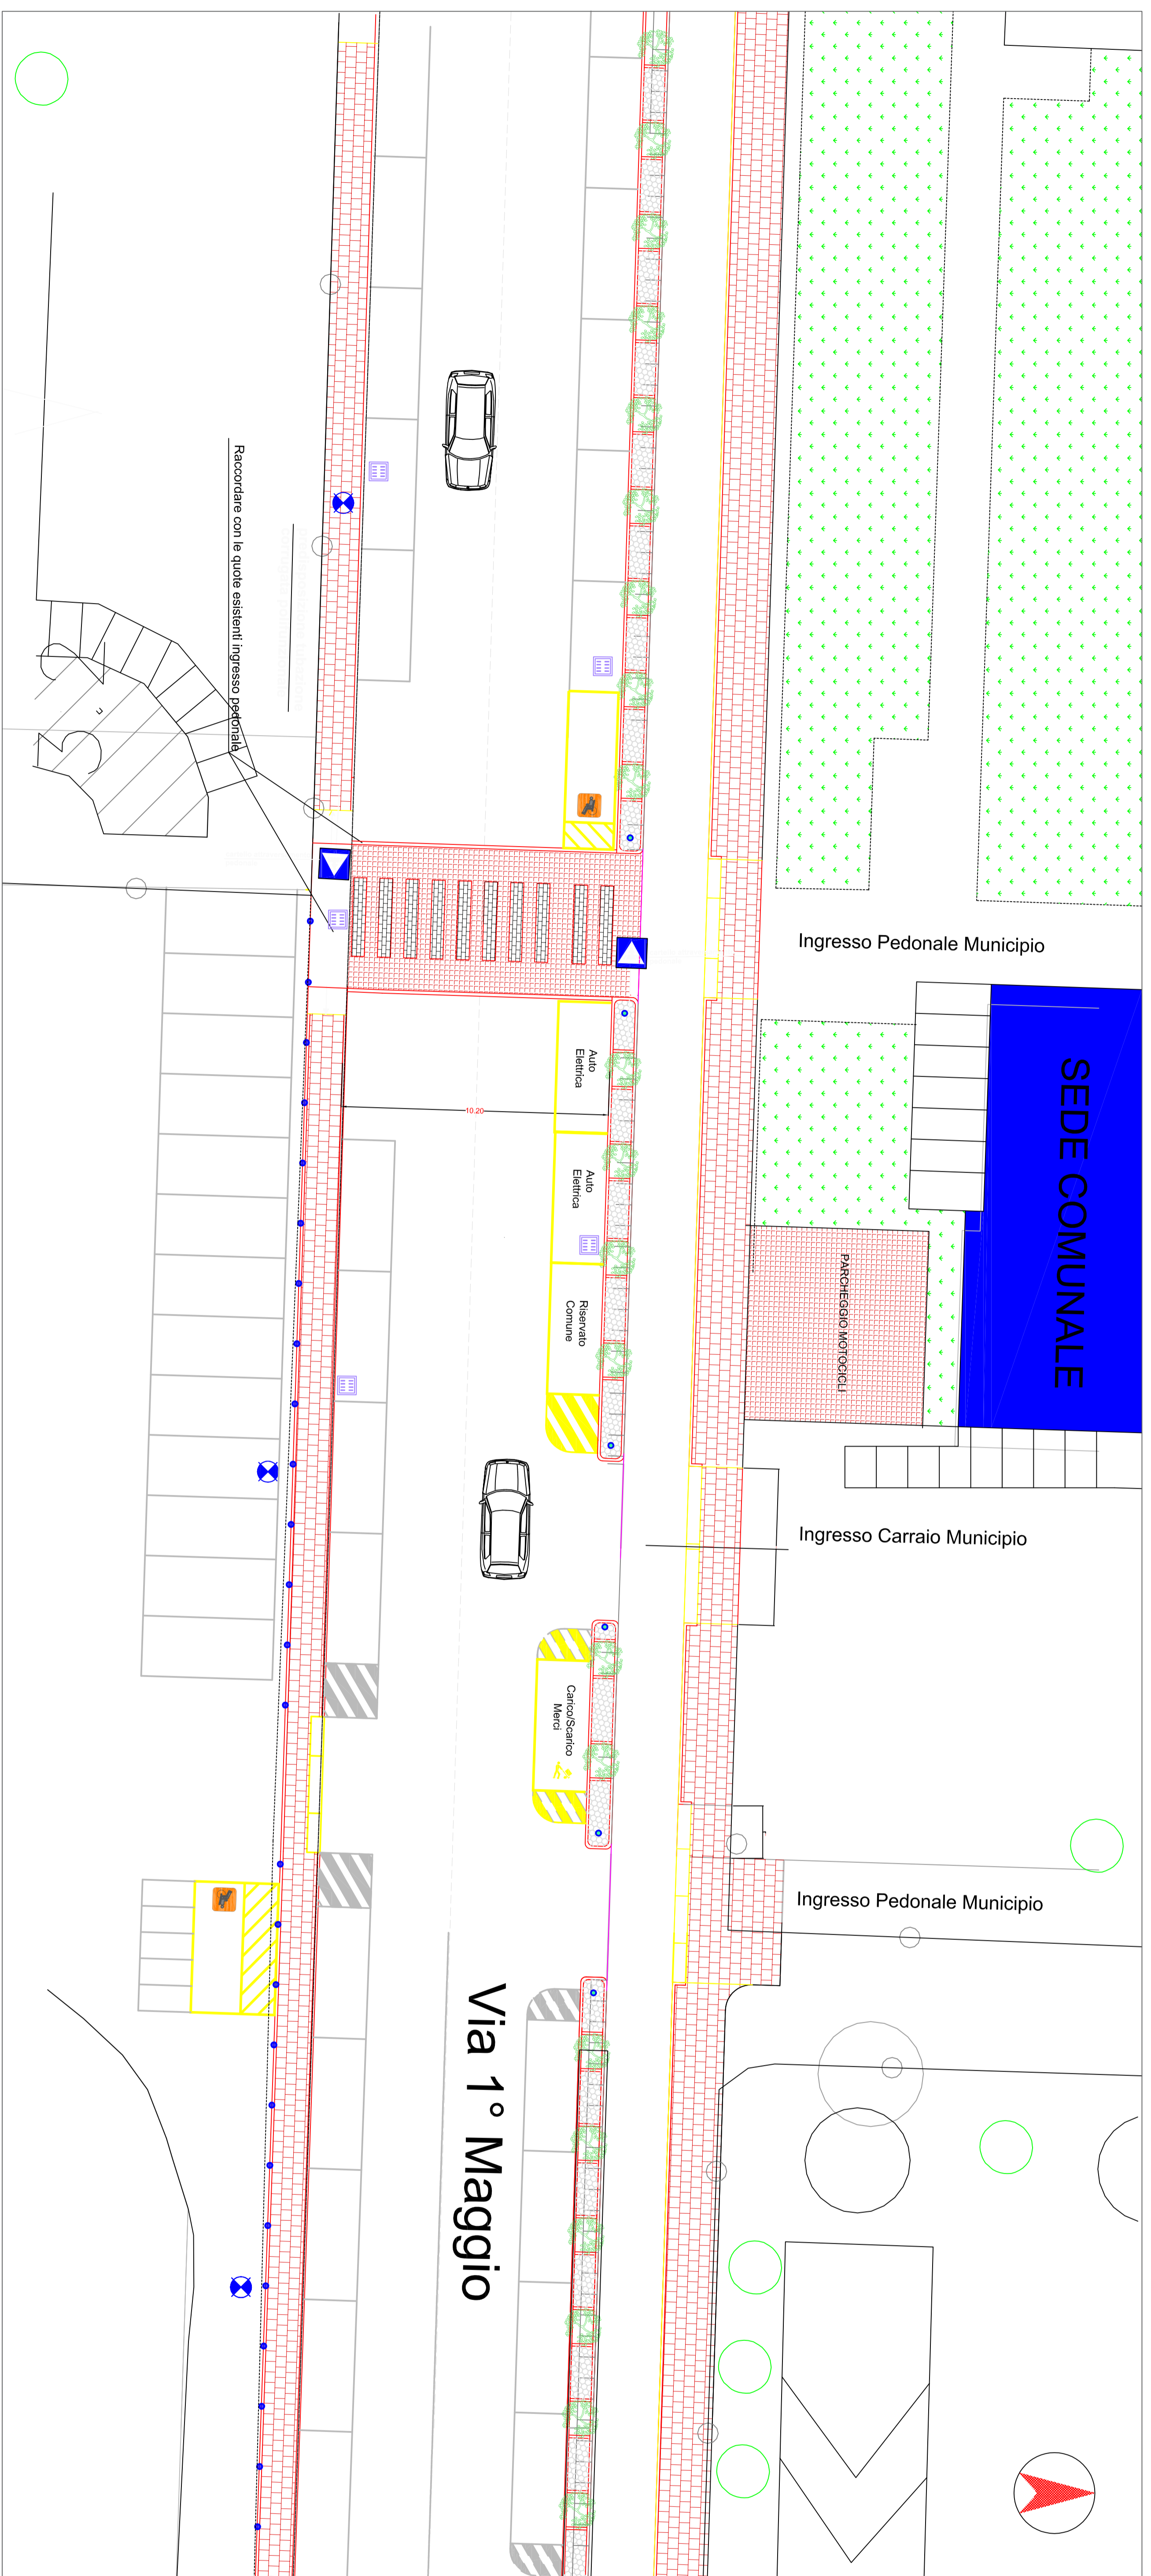 Raccordare con le quote esistenti ingresso pedonale
Ingresso Pedonale Municipio
SEDE COMUNALE
Auto
Elettrica
10.20
Auto
Elettrica
PARCHEGGIO MOTOCICLI
Riservato
Comune
Ingresso Carraio Municipio
Carico/Scarico
Merci
Ingresso Pedonale Municipio
Via 1° Maggio